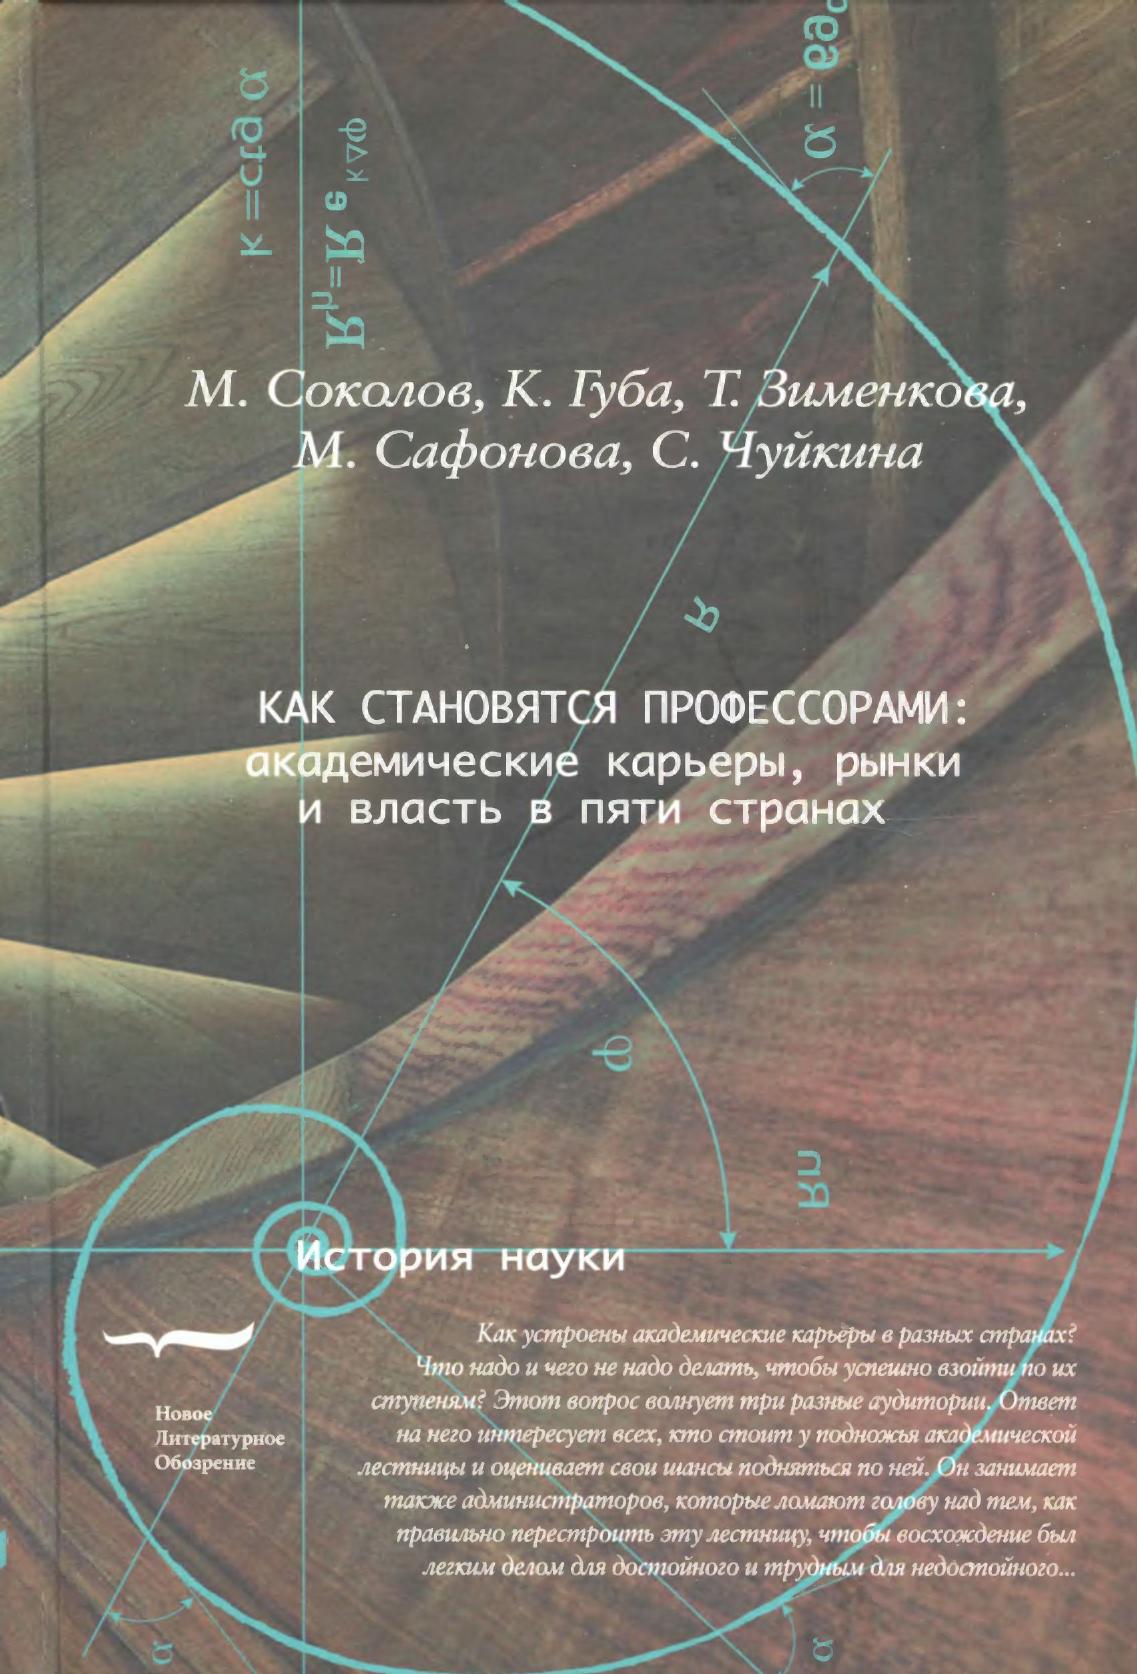 М. Соколов, К. Губа, Т. Зименкова,
М. Сафонова, С. Чуйкина
КАК СТАНОВЯТСЯ ПРОФЕССОРАМИ:
академические карьеры, рынки
и власть в пяти странах
История науки
Новое
Литературное
Обозрение
Как устроены академические карьеры в разных странах?
Что надо и чего не надо делать, чтобы успешно взойти по их
ступеням? Этот вопрос волнует три разные аудитории. Ответ
на него интересует всех, кто стоит у подножья академической
лестницы и оценивает свои шансы подняться по ней. Он занимает
также администраторов, которые ломают голову над тем, как
правильно перестроить эту лестницу, чтобы восхождение был
легким делом для достойного и трудным для недостойного...
R
φ
Rn
α
α